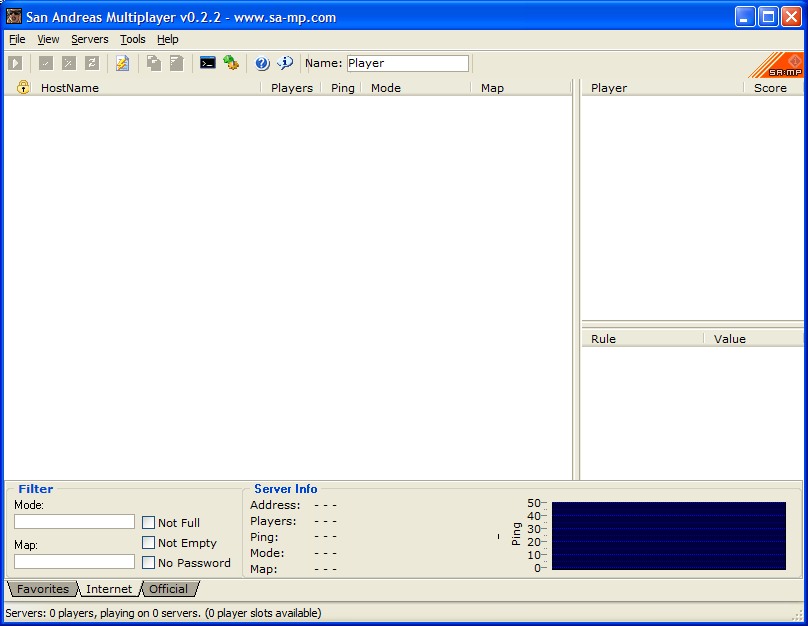 San Andreas Multiplayer v0.2.2 - www.sa-mp.com
File View Servers Tools Help
Name: Player
SA:MP
HostName Players Ping Mode Map
Player Score
Rule Value
Filter
Mode:
Map:
Not Full
Not Empty
No Password
Server Info
Address: - - -
Players: - - -
Ping: - - -
Mode: - - -
Map: - - -
Ping
50
40
30
20
10
0
Favorites Internet Official
Servers: 0 players, playing on 0 servers. (0 player slots available)